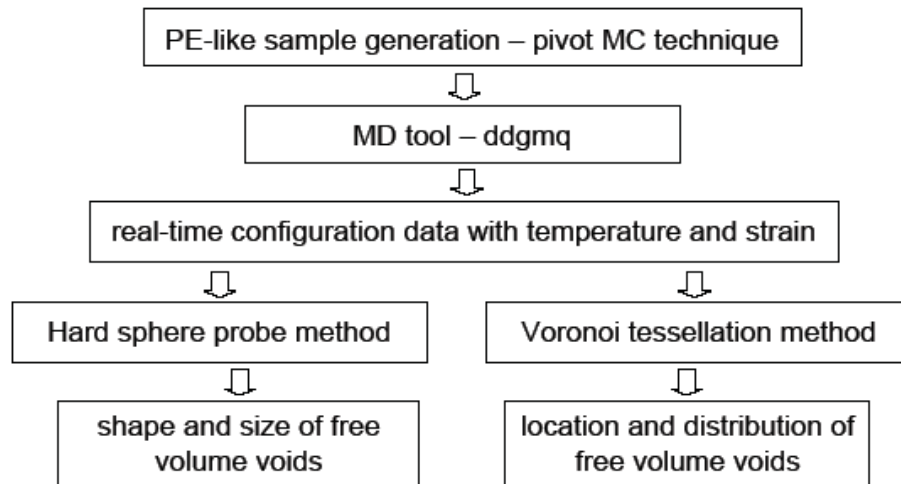 PE-like sample generation – pivot MC technique
MD tool – ddgmq
real-time configuration data with temperature and strain
Hard sphere probe method
Voronoi tessellation method
shape and size of free
volume voids
location and distribution of
free volume voids